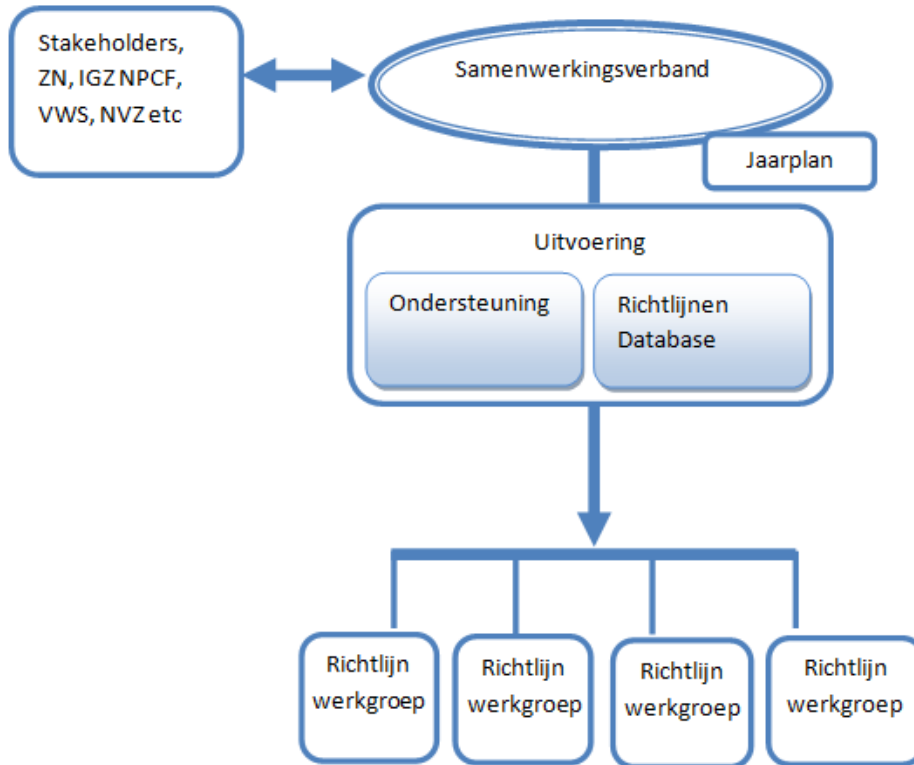 Stakeholders,
ZN, IGZ NPCF,
VWS, NVZ etc
Samenwerkingsverband
Jaarplan
Uitvoering
Ondersteuning
Richtlijnen
Database
Richtlijn
werkgroep
Richtlijn
werkgroep
Richtlijn
werkgroep
Richtlijn
werkgroep